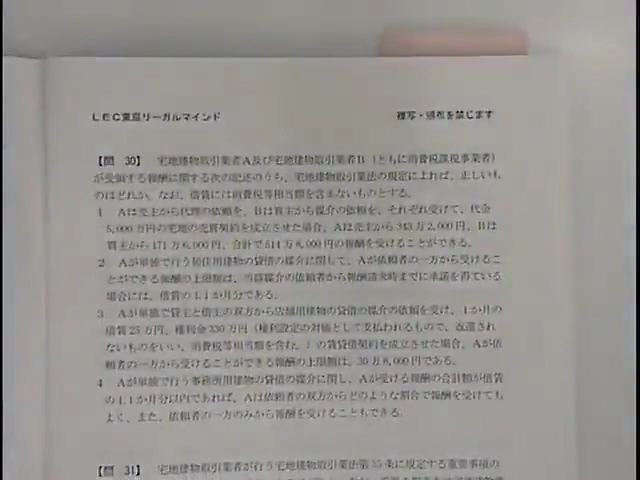 LEC東京リーガルマインド
複写・頒布を禁じます
【問 30】 宅地建物取引業者A及び宅地建物取引業者B（ともに消費税課税事業者）
が受領する報酬に関する次の記述のうち、宅地建物取引業法の規定によれば、正しいも
のはどれか。なお、借賃には消費税等相当額を含まないものとする。
1 Aは売主から代理の依頼を、Bは買主から媒介の依頼を、それぞれ受けて、代金
5,000万円の宅地の売買契約を成立させた場合、Aは売主から343万2,000円、Bは
買主から171万6,000円、合計で514万8,000円の報酬を受けることができる。
2 Aが単独で行う居住用建物の貸借の媒介に関して、Aが依頼者の一方から受けるこ
とができる報酬の上限額は、当該媒介の依頼者から報酬請求時までに承諾を得ている
場合には、借賃の1.1か月分である。
3 Aが単独で貸主と借主の双方から店舗用建物の貸借の媒介の依頼を受け、1か月の
借賃25万円、権利金330万円（権利設定の対価として支払われるもので、返還され
ないものをいい、消費税等相当額を含む。）の賃貸借契約を成立させた場合、Aが依
頼者の一方から受けることができる報酬の上限額は、30万8,000円である。
4 Aが単独で行う事務所用建物の貸借の媒介に関し、Aが受ける報酬の合計額が借賃
の1.1か月分以内であれば、Aは依頼者の双方からどのような割合で報酬を受けても
よく、また、依頼者の一方のみから報酬を受けることもできる。
【問 31】 宅地建物取引業者が行う宅地建物取引業法第35条に規定する重要事項の